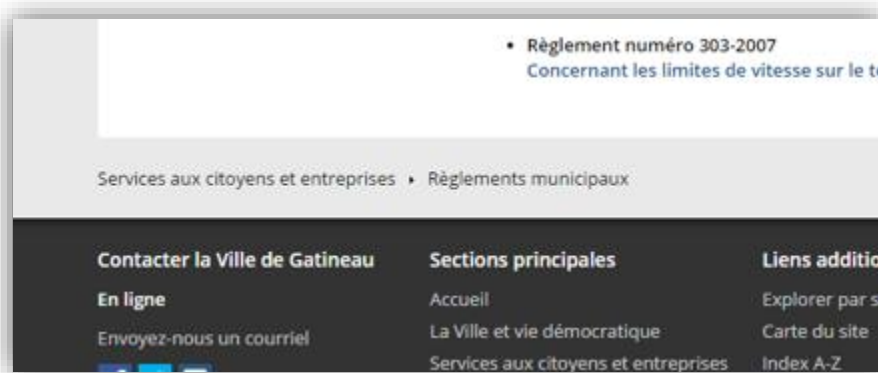 • Règlement numéro 303-2007
Concernant les limites de vitesse sur le
Services aux citoyens et entreprises ▸ Règlements municipaux
Contacter la Ville de Gatineau
En ligne
Envoyez-nous un courriel
Sections principales
Accueil
La Ville et vie démocratique
Services aux citoyens et entreprises
Liens
Explorer par
Carte du site
Index A-Z